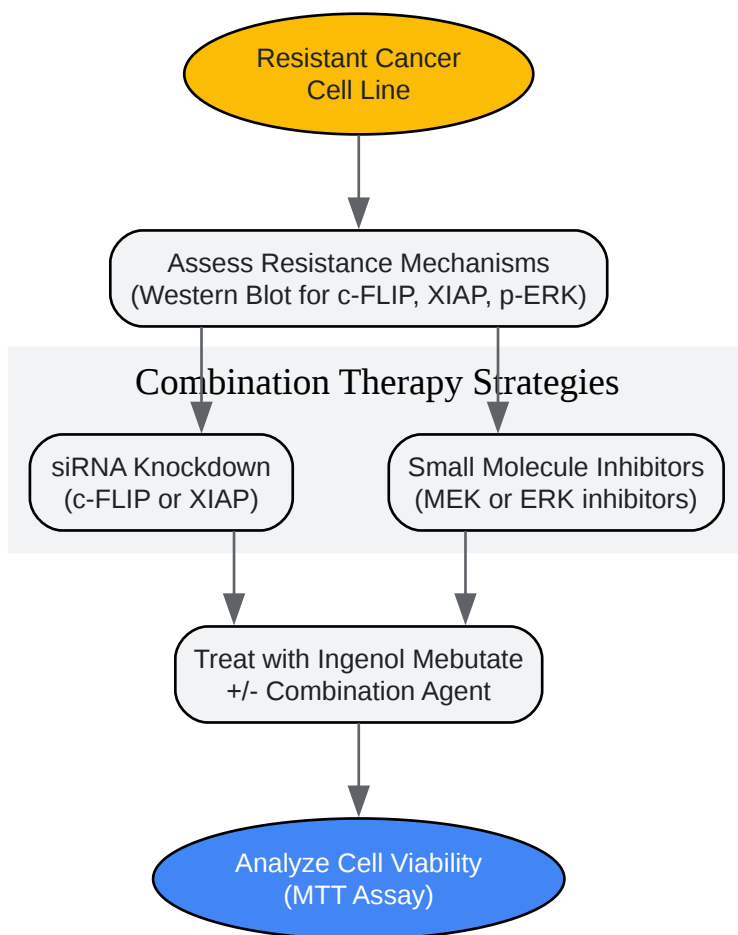 Resistant Cancer
Cell Line
Assess Resistance Mechanisms
(Western Blot for c-FLIP, XIAP, p-ERK)
Combination Therapy Strategies
siRNA Knockdown
(c-FLIP or XIAP)
Small Molecule Inhibitors
(MEK or ERK inhibitors)
Treat with Ingenol Mebutate
+/- Combination Agent
Analyze Cell Viability
(MTT Assay)